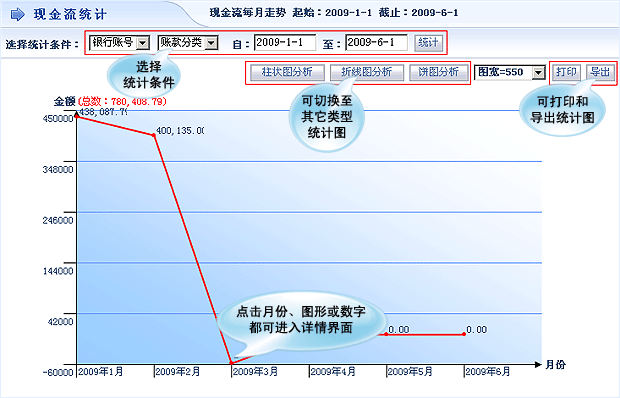 现金流统计
现金流每月走势 起始：2009-1-1 截止：2009-6-1
选择统计条件： 银行账号 账款分类 自：2009-1-1 至：2009-6-1 统计
选择
统计条件
柱状图分析 折线图分析 饼图分析 图宽=550 打印 导出
可切换至
其它类型
统计图
可打印和
导出统计图
金额(总数：780,408.79)
450000
438,087.79
400,135.00
348000
246000
144000
42000
点击月份、图形或数字
都可进入详情界面
0.00
0.00
-60000
2009年1月 2009年2月 2009年3月 2009年4月 2009年5月 2009年6月
月份